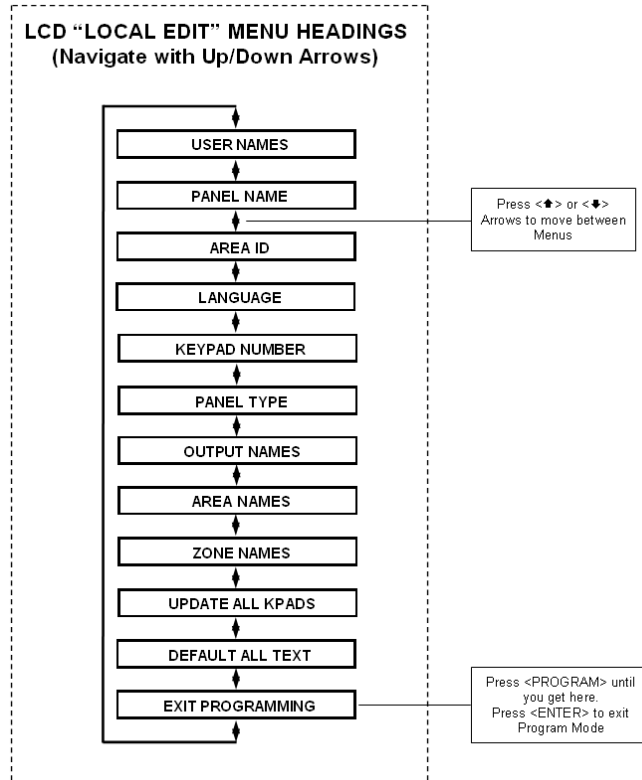 LCD “LOCAL EDIT” MENU HEADINGS
(Navigate with Up/Down Arrows)
USER NAMES
PANEL NAME
Press <🡅> or <🡇>
Arrows to move between
Menus
AREA ID
LANGUAGE
KEYPAD NUMBER
PANEL TYPE
OUTPUT NAMES
AREA NAMES
ZONE NAMES
UPDATE ALL KPADS
DEFAULT ALL TEXT
EXIT PROGRAMMING
Press <PROGRAM> until
you get here.
Press <ENTER> to exit
Program Mode